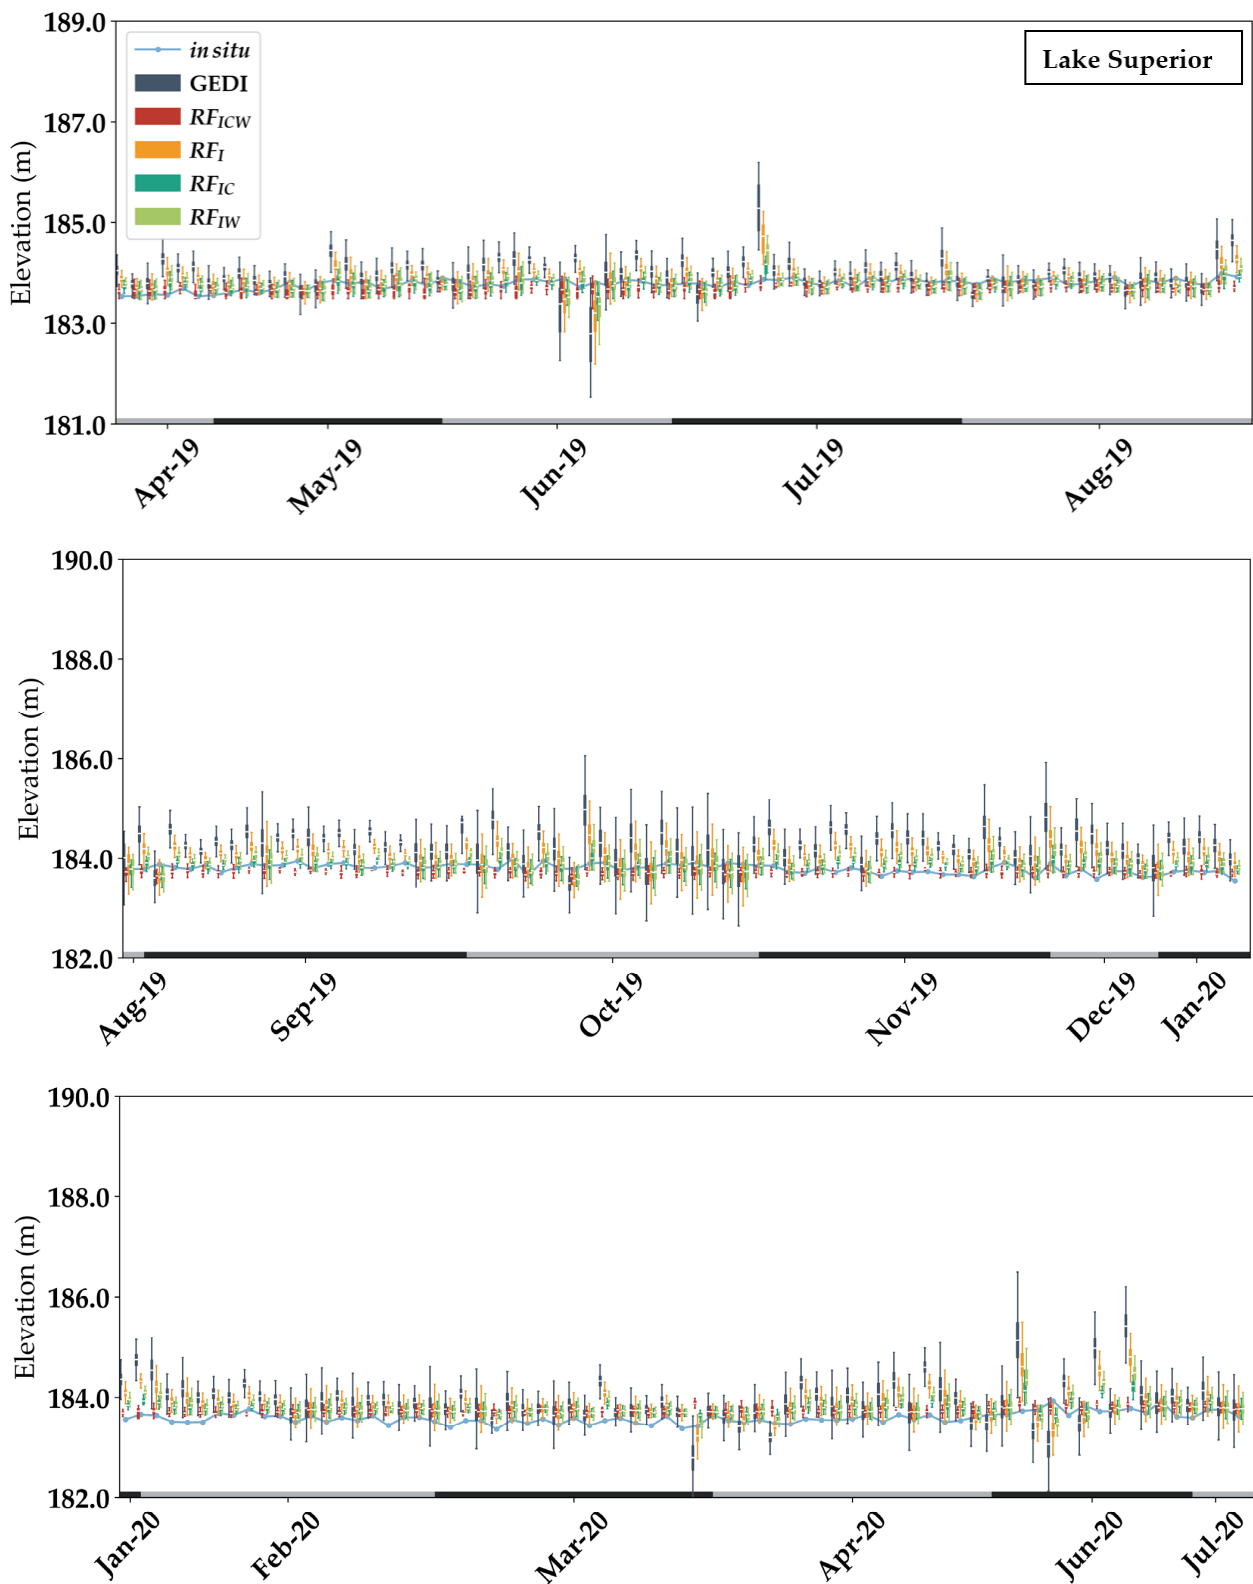 189.0
in situ
GEDI
RF_ICW
RF_I
RF_IC
RF_IW
Lake Superior
187.0
185.0
183.0
181.0
Elevation (m)
Apr-19
May-19
Jun-19
Jul-19
Aug-19
190.0
188.0
186.0
184.0
182.0
Elevation (m)
Aug-19
Sep-19
Oct-19
Nov-19
Dec-19
Jan-20
190.0
188.0
186.0
184.0
182.0
Elevation (m)
Jan-20
Feb-20
Mar-20
Apr-20
Jun-20
Jul-20